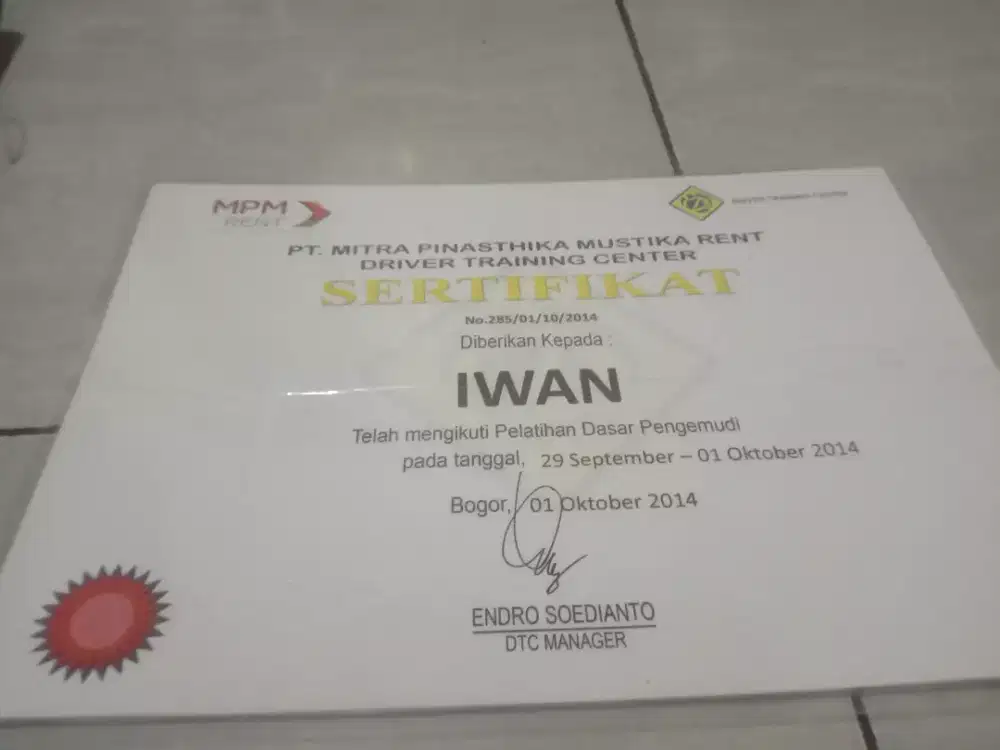 MPM
RENT
PT. MITRA PINASTHIKA MUSTIKA RENT
DRIVER TRAINING CENTER
SERTIFIKAT
No.285/01/10/2014
Diberikan Kepada :
IWAN
Telah mengikuti Pelatihan Dasar Pengemudi
pada tanggal, 29 September – 01 Oktober 2014
Bogor, 01 Oktober 2014
ENDRO SOEDIANTO
DTC MANAGER